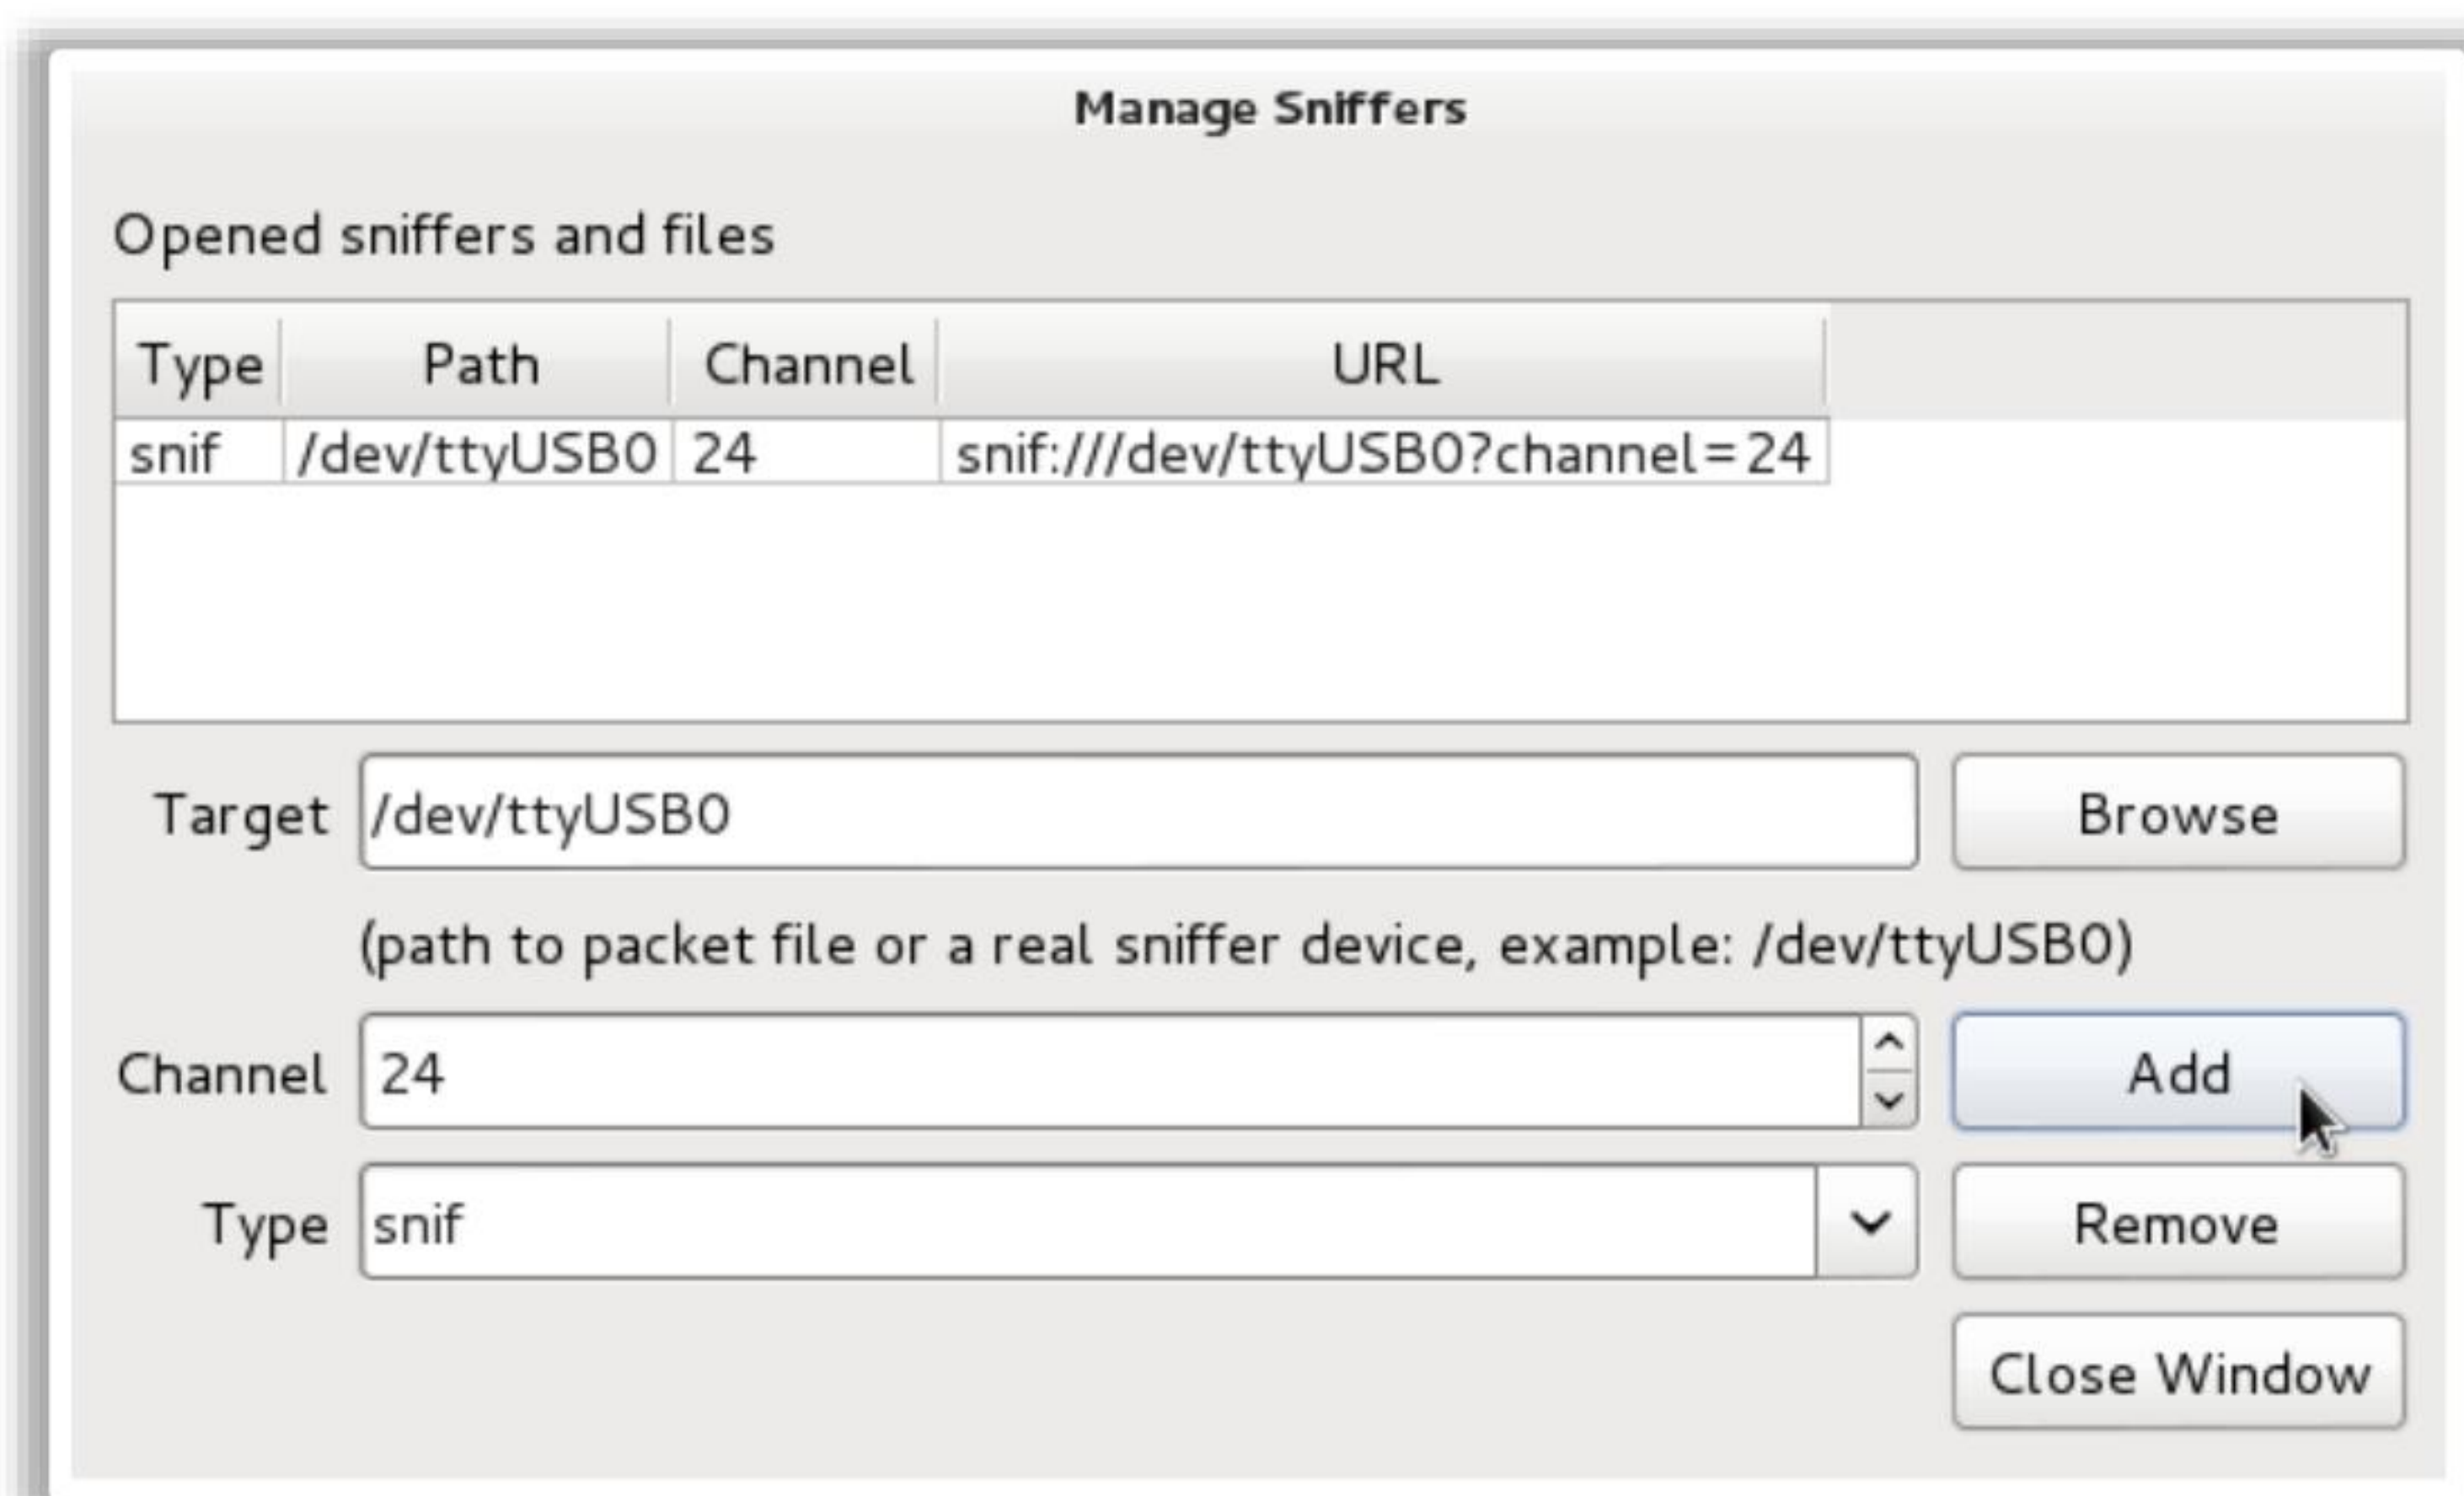 Manage Sniffers
Opened sniffers and files
Type Path Channel URL
snif /dev/ttyUSB0 24 snif:///dev/ttyUSB0?channel=24
Target /dev/ttyUSB0 Browse
(path to packet file or a real sniffer device, example: /dev/ttyUSB0)
Channel 24 Add
Type snif Remove
Close Window